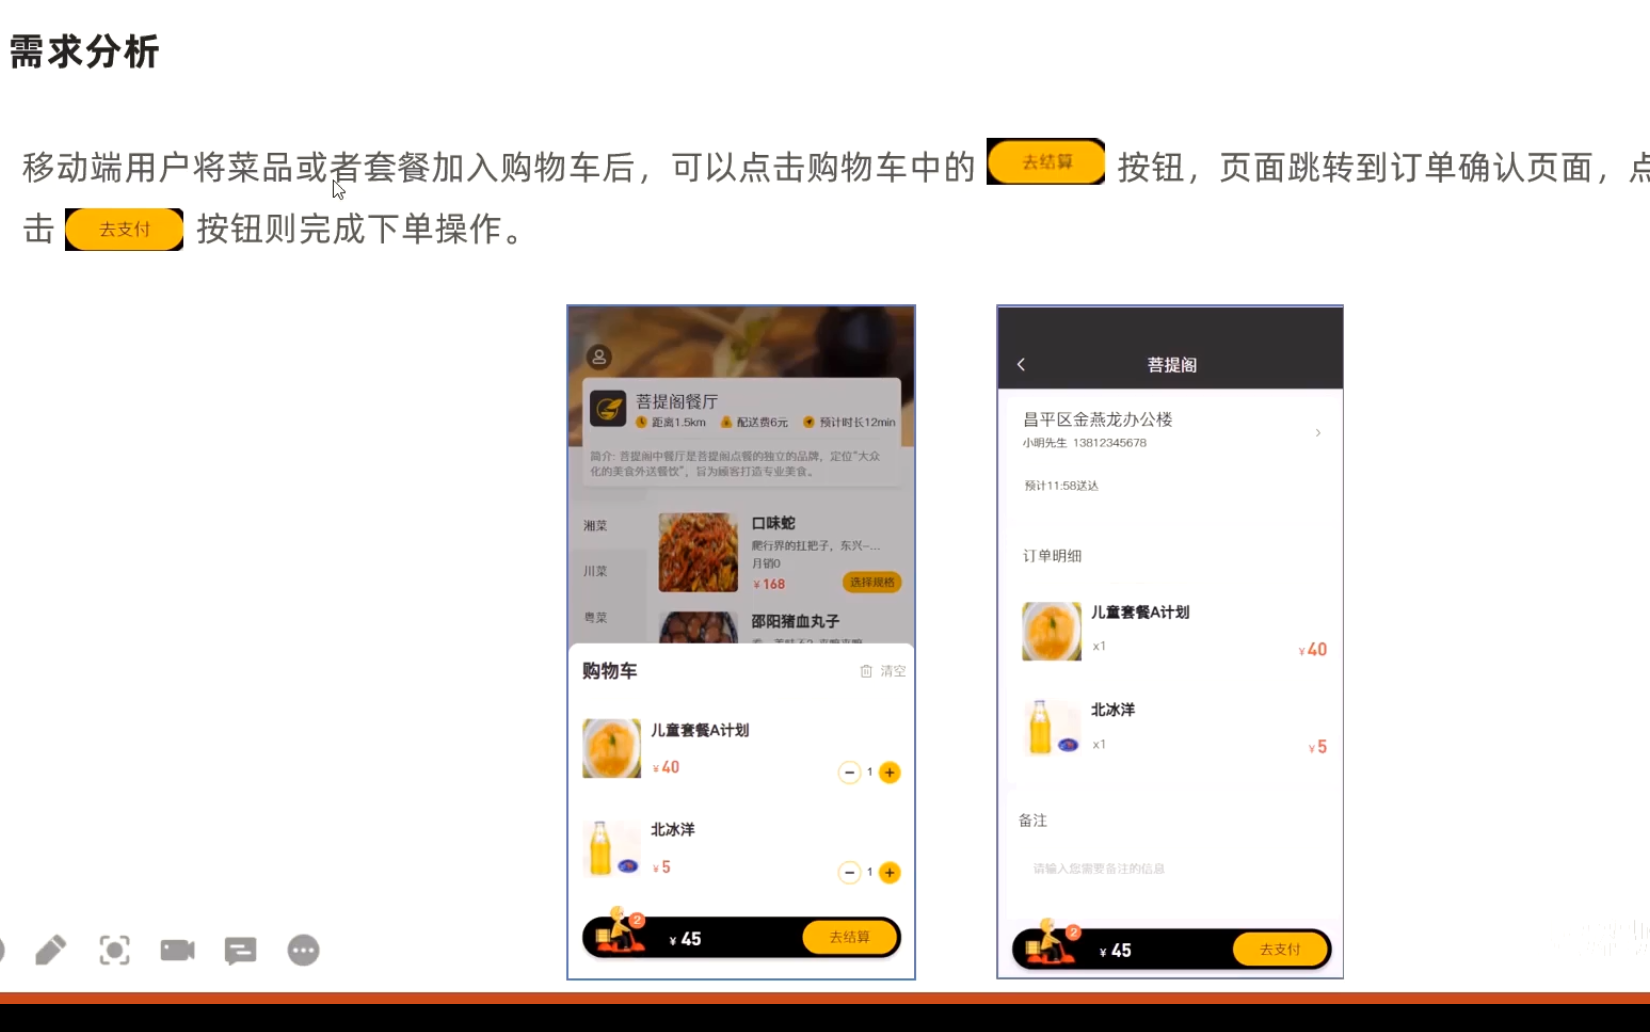 需求分析
移动端用户将菜品或者套餐加入购物车后，可以点击购物车中的 去结算 按钮，页面跳转到订单确认页面，点
击 去支付 按钮则完成下单操作。
菩提阁餐厅
距离1.5km 配送费6元 预计时长12min
简介: 菩提阁中餐厅是菩提阁点餐的独立的品牌，定位“大众
化的美食外送餐饮”，旨为顾客打造专业美食。
湘菜
川菜
粤菜
口味蛇
爬行界的扛把子，东兴-...
月销0
¥168
选择规格
邵阳猪血丸子
购物车
清空
儿童套餐A计划
¥40
1
北冰洋
¥5
1
2
¥45
去结算
菩提阁
昌平区金燕龙办公楼
小明先生 13812345678
预计11:58送达
订单明细
儿童套餐A计划
x1
¥40
北冰洋
x1
¥5
备注
请输入您需要备注的信息
2
¥45
去支付